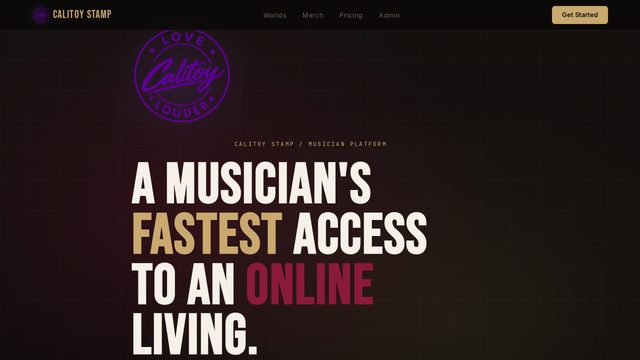 CALITOY STAMP
Worlds Merch Pricing Admin
Get Started
LOVE
Calitoy
LOUDER
CALITOY STAMP / MUSICIAN PLATFORM
A MUSICIAN'S
FASTEST ACCESS
TO AN ONLINE
LIVING.